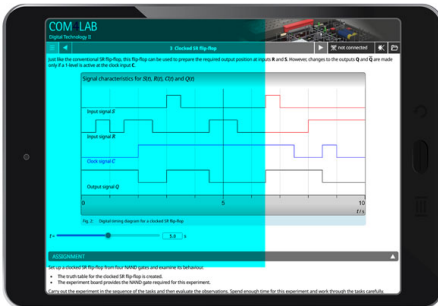 COM LAB
Digital Technology II
3 Clocked SR flip-flop
not connected
Just like the conventional SR flip-flop, this flip-flop can be used to prepare the required output position at inputs R and S. However, changes to the outputs Q and Q̅ are made
only if a 1-level is active at the clock input C.
Signal characteristics for S(t), R(t), C(t) and Q(t)
Input signal S
Input signal R
Clock signal C
Output signal Q
0 5 10
t / s
Fig. 2: Signal timing diagram for a clocked SR flip-flop
t = 5.0 s
ASSIGNMENT
Set up a clocked SR flip-flop from four NAND gates and examine its behaviour.
• The truth table for the clocked SR flip-flop is created.
• The experiment board provides the NAND gate required for this experiment.
Carry out the experiment in the sequence of the tasks and then evaluate the observations. Spend enough time for this experiment and work through the tasks carefully.